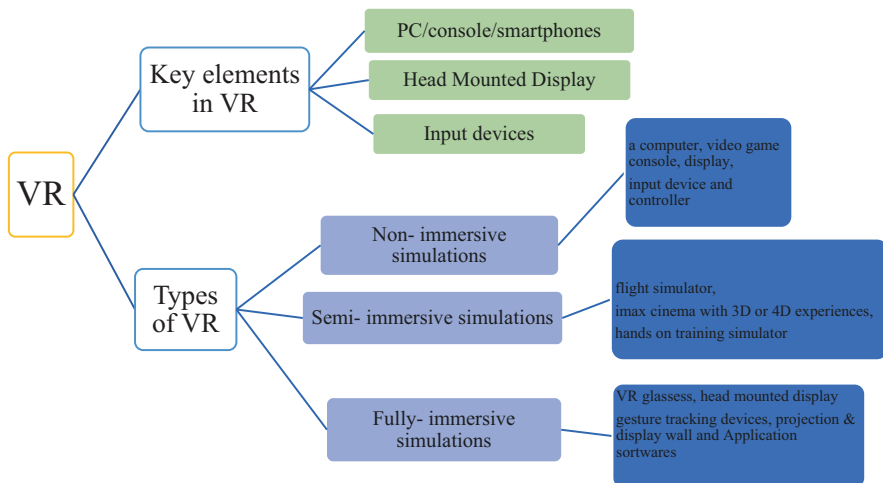 VR
Key elements
in VR
PC/console/smartphones
Head Mounted Display
Input devices
Types
of VR
Non- immersive
simulations
a computer, video game
console, display,
input device and
controller
Semi- immersive simulations
flight simulator,
imax cinema with 3D or 4D experiences,
hands on training simulator
Fully- immersive
simulations
VR glassess, head mounted display
gesture tracking devices, projection &
display wall and Application
sortwares